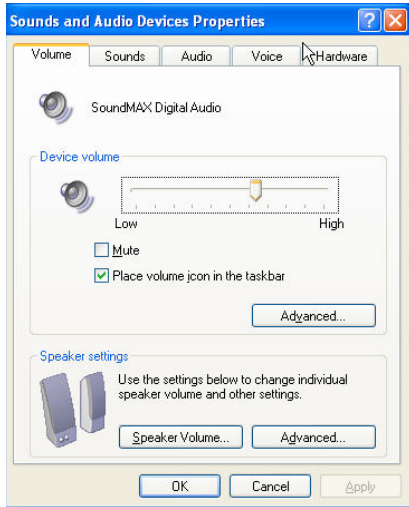 Sounds and Audio Devices Properties
Volume Sounds Audio Voice Hardware
SoundMAX Digital Audio
Device volume
Low High
Mute
Place volume icon in the taskbar
Advanced...
Speaker settings
Use the settings below to change individual
speaker volume and other settings.
Speaker Volume... Advanced...
OK Cancel Apply